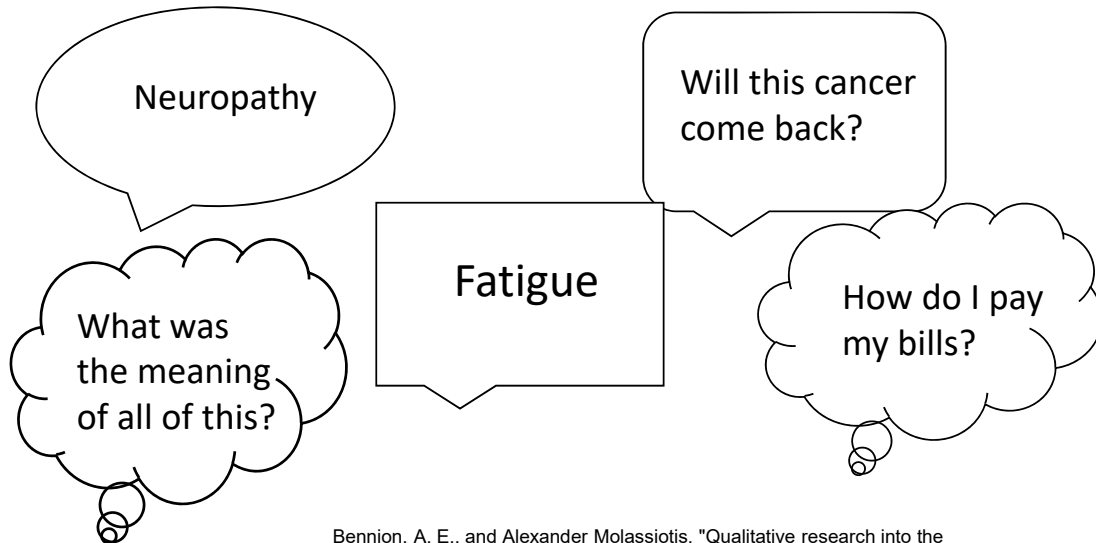 Neuropathy
Will this cancer
come back?
Fatigue
What was
the meaning
of all of this?
How do I pay
my bills?
Bennion, A. E., and Alexander Molassiotis. "Qualitative research into the